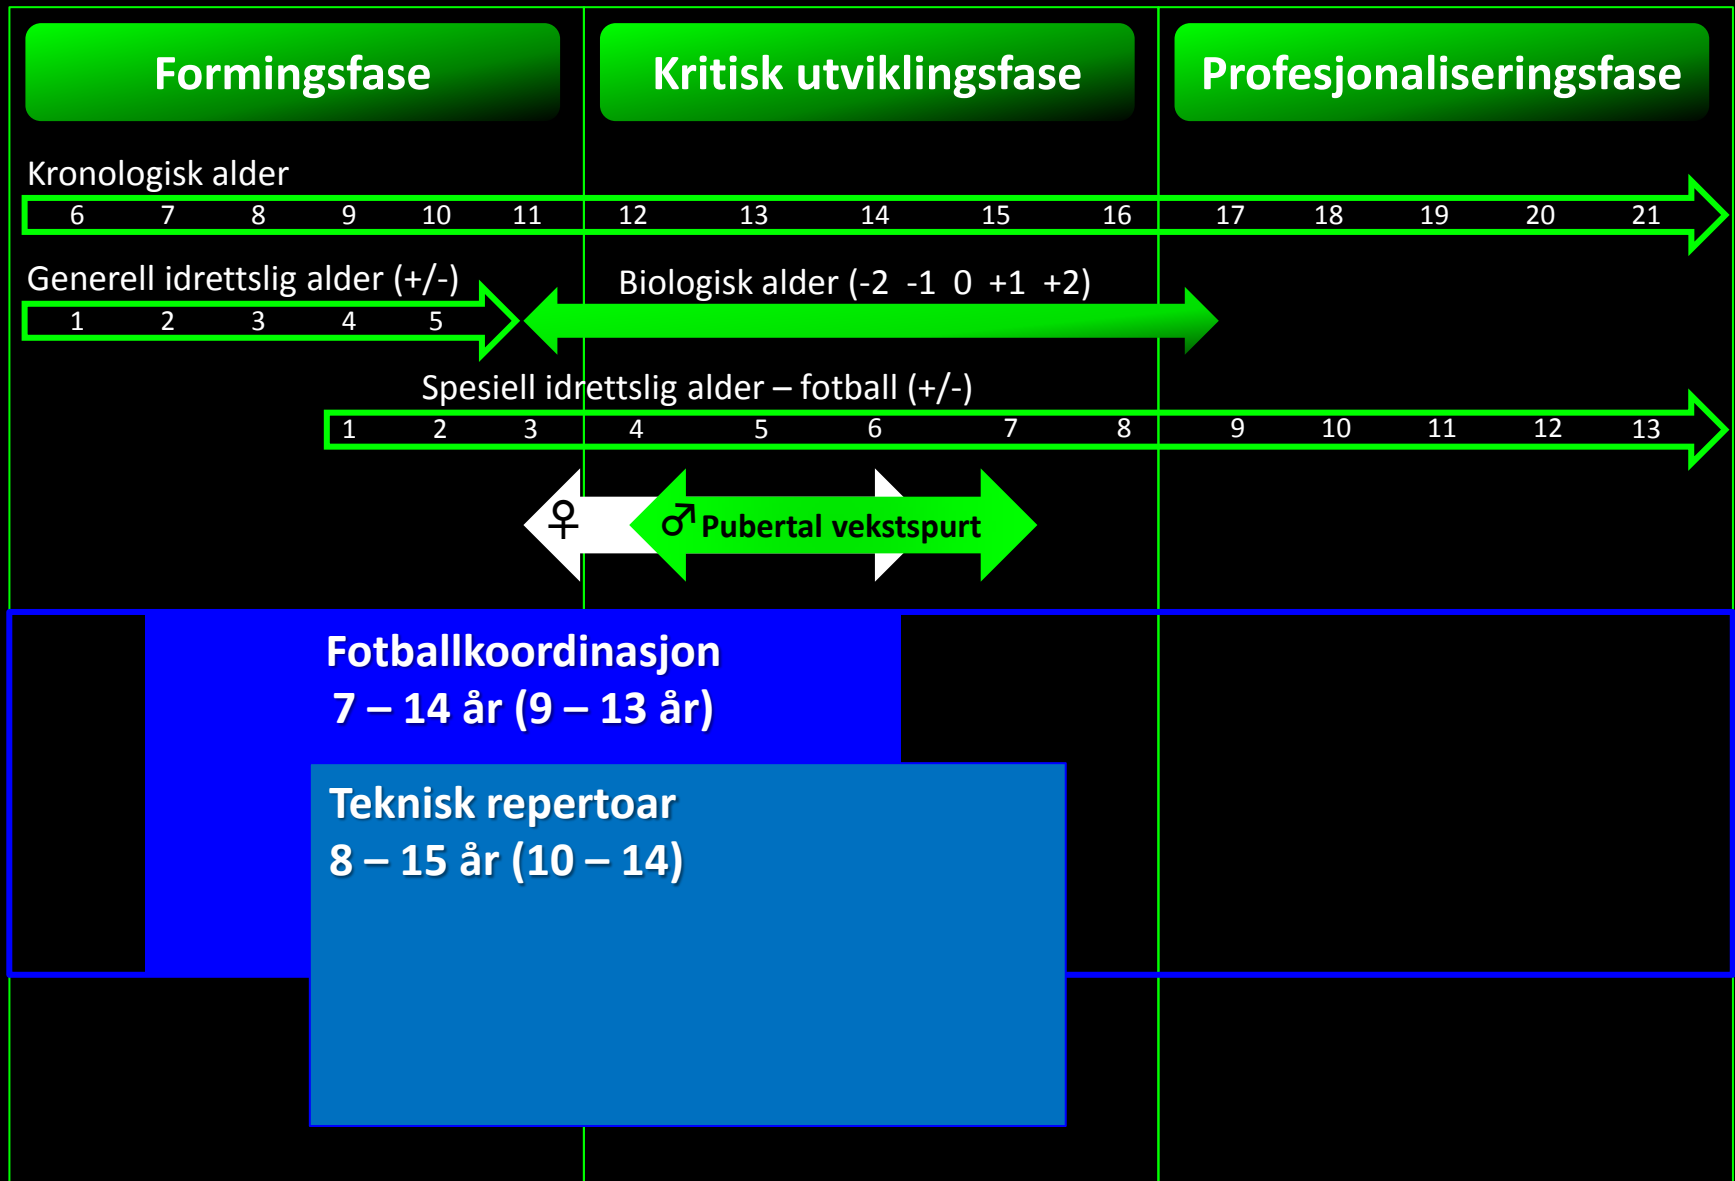 Formingsfase
Kritisk utviklingsfase
Profesjonaliseringsfase
Kronologisk alder
6 7 8 9 10 11 12 13 14 15 16 17 18 19 20 21
Generell idrettslig alder (+/-)
Biologisk alder (-2 -1 0 +1 +2)
1 2 3 4 5
Spesiell idrettslig alder – fotball (+/-)
1 2 3 4 5 6 7 8 9 10 11 12 13
♀ ♂ Pubertal vekstspurt
Fotballkoordinasjon
7 – 14 år (9 – 13 år)
Teknisk repertoar
8 – 15 år (10 – 14)